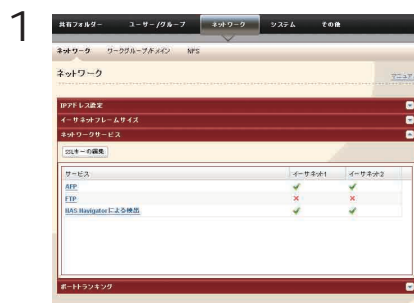 1
共有フォルダー ユーザー/グループ ネットワーク システム その他
ネットワーク ワークグループ/ドメイン NFS
ネットワーク
マニュアル
IPアドレス設定
イーサネットフレームサイズ
ネットワークサービス
SSLキーの編集
サービス イーサネット1 イーサネット2
AFP
FTP
NAS Navigatorによる検出
ポートトランキング